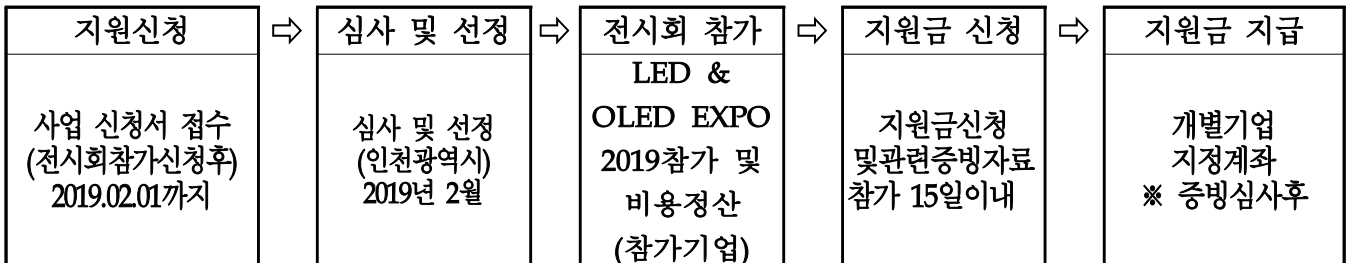 지원신청
⇨
심사 및 선정
⇨
전시회 참가
⇨
지원금 신청
⇨
지원금 지급
사업 신청서 접수
(전시회참가신청후)
2019.02.01까지
심사 및 선정
(인천광역시)
2019년 2월
LED &
OLED EXPO
2019참가 및
비용정산
(참가기업)
지원금신청
및관련증빙자료
참가 15일이내
개별기업
지정계좌
※ 증빙심사후